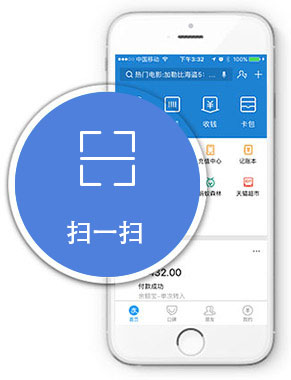 中国移动
下午3:32
热门电影:加勒比海盗5
收钱
卡包
充值中心
记账本
蚂蚁森林
天猫超市
扫一扫
432.00
付款成功
余额宝-单次转入
首页
口碑
朋友
我的